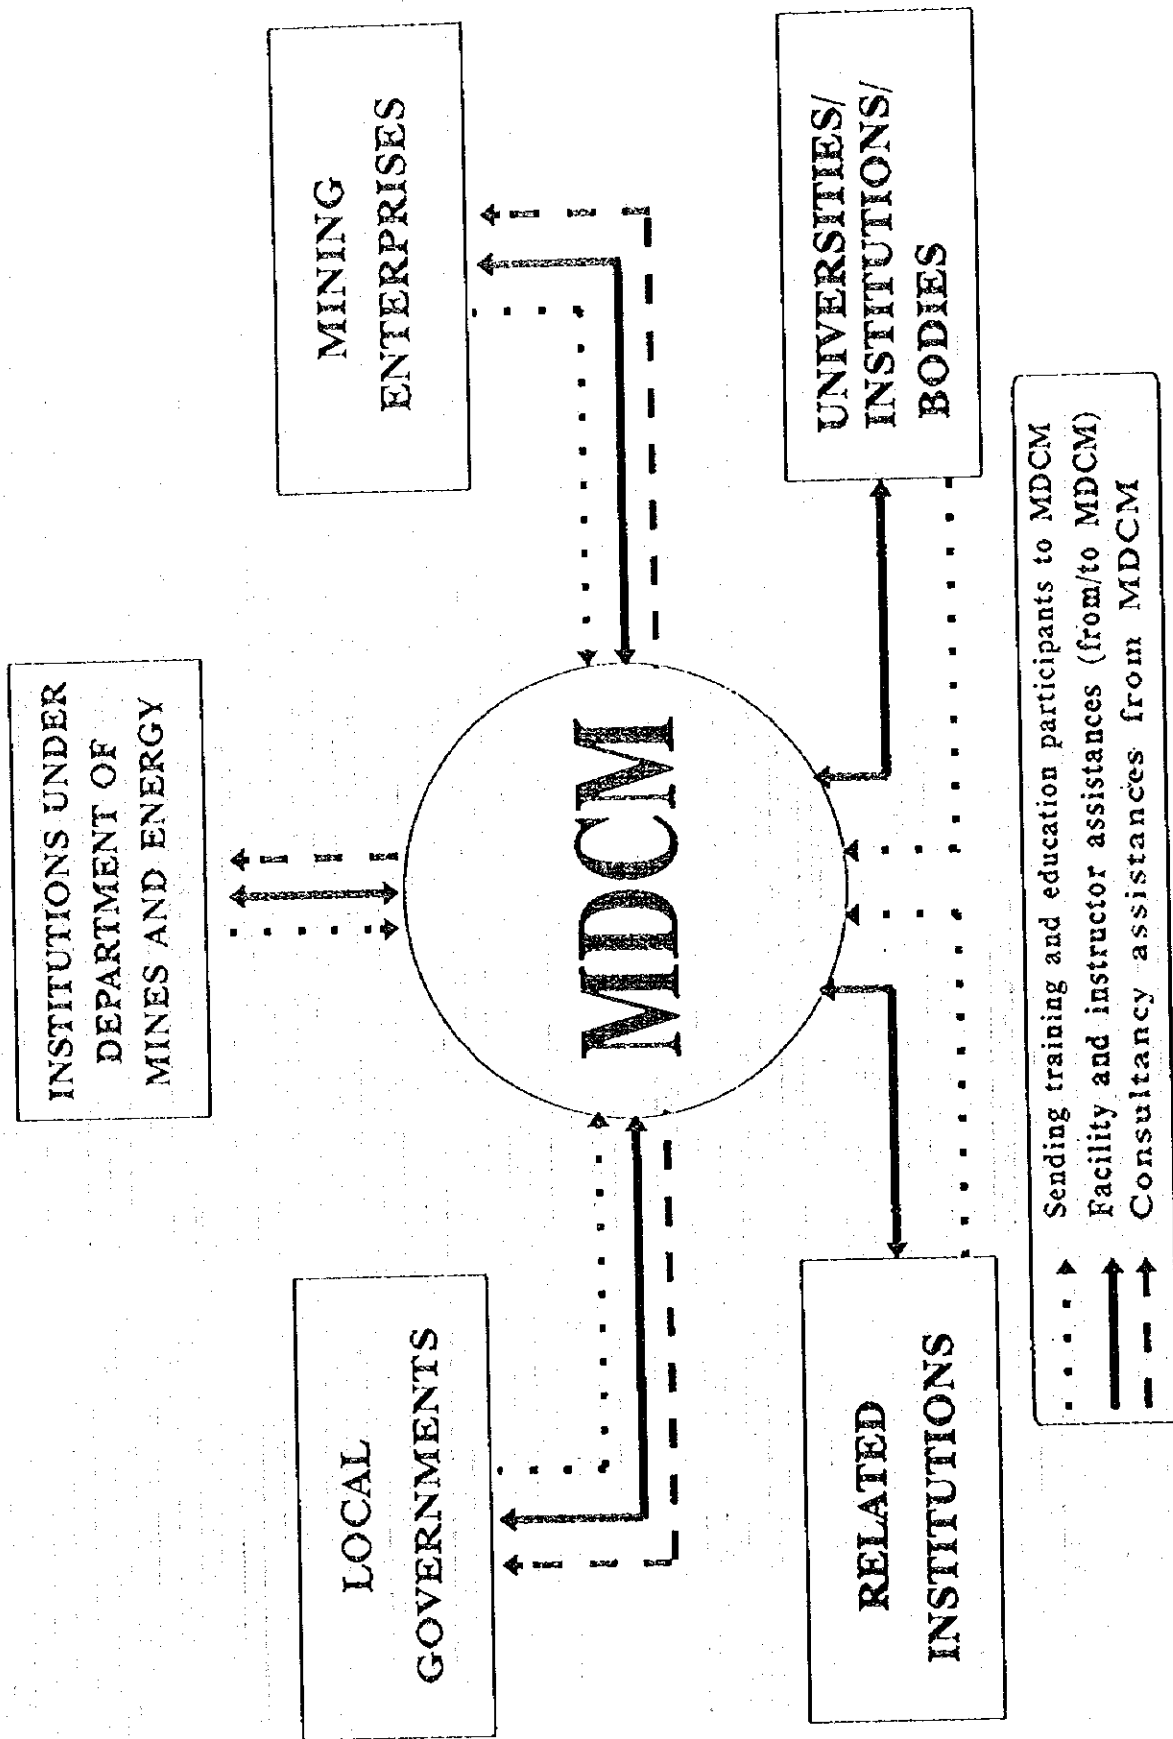 INSTITUTIONS UNDER
DEPARTMENT OF
MINES AND ENERGY
LOCAL
GOVERNMENTS
MINING
ENTERPRISES
MDCM
RELATED
INSTITUTIONS
UNIVERSITIES/
INSTITUTIONS/
BODIES
Sending training and education participants to MDCM
Facility and instructor assistances (from/to MDCM)
Consultancy assistances from MDCM